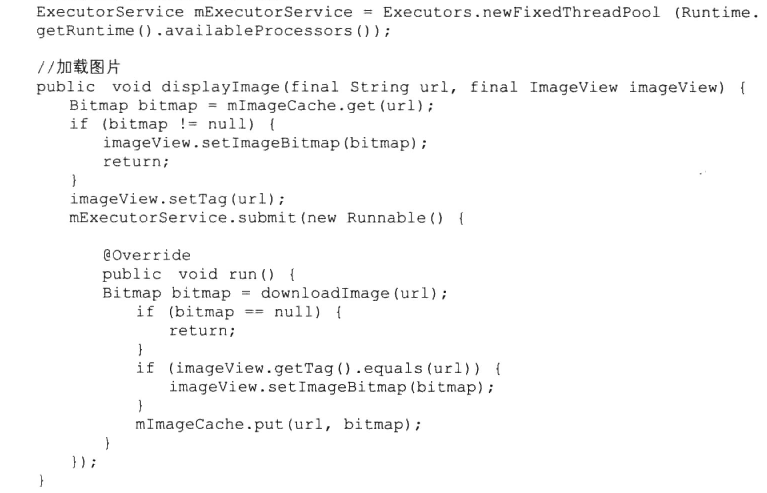 ExecutorService mExecutorService = Executors.newFixedThreadPool (Runtime.
getRuntime().availableProcessors());
//加载图片
public void displayImage(final String url, final ImageView imageView) {
Bitmap bitmap = mImageCache.get(url);
if (bitmap != null) {
imageView.setImageBitmap(bitmap);
return;
}
imageView.setTag(url);
mExecutorService.submit(new Runnable() {
@Override
public void run() {
Bitmap bitmap = downloadImage(url);
if (bitmap == null) {
return;
}
if (imageView.getTag().equals(url)) {
imageView.setImageBitmap(bitmap);
}
mImageCache.put(url, bitmap);
}
});
}